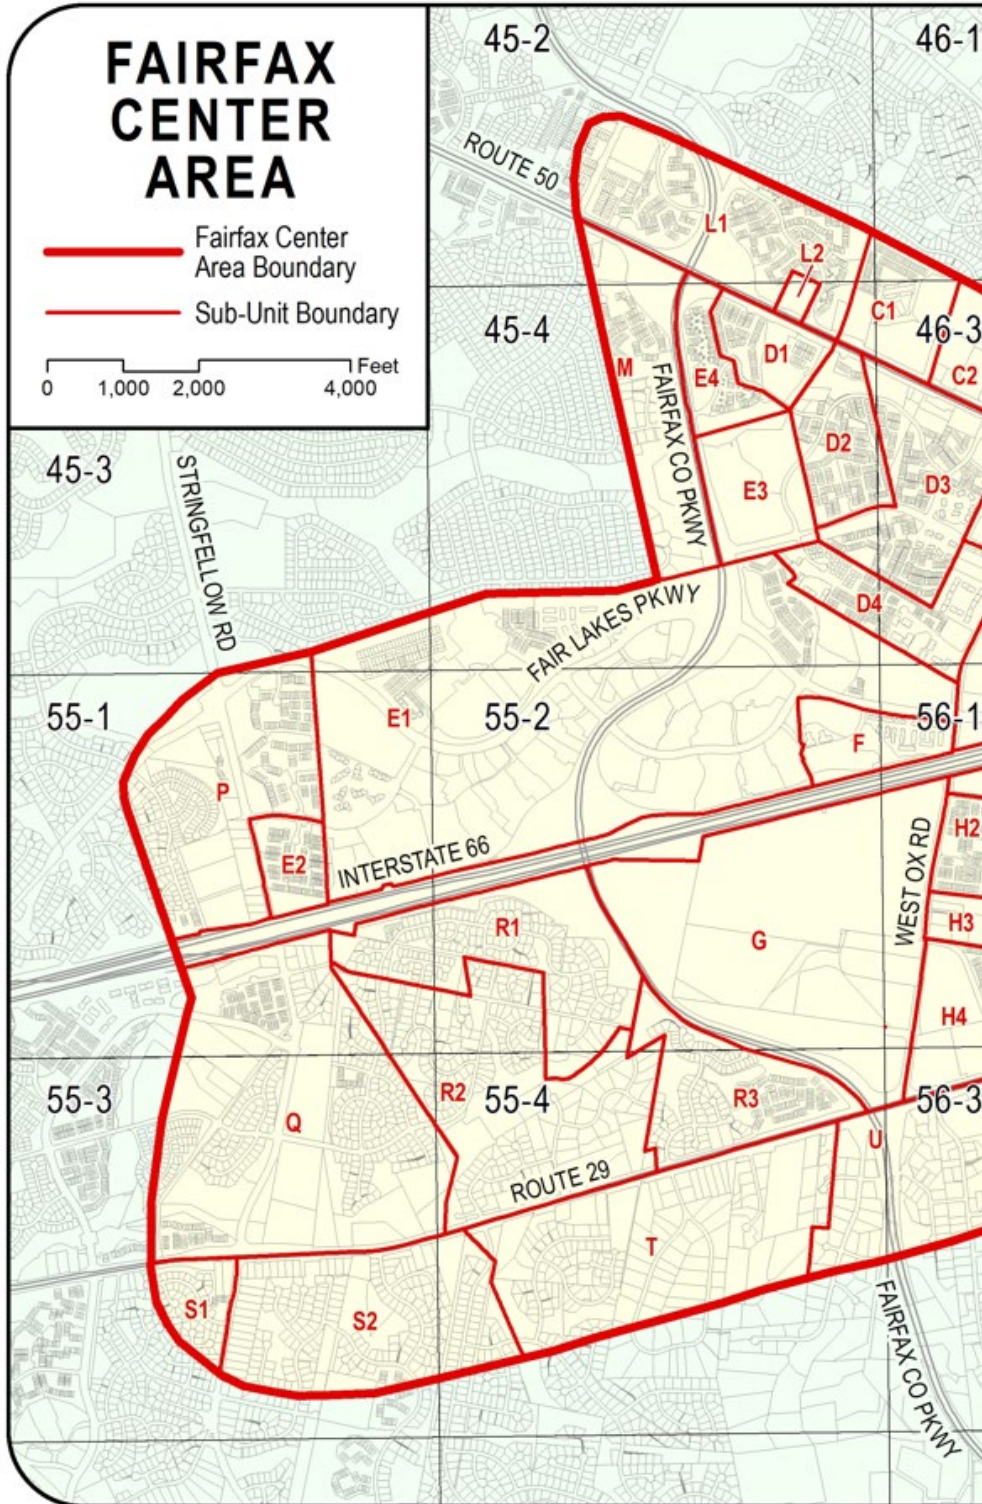 FAIRFAX
CENTER
AREA
Fairfax Center
Area Boundary
Sub-Unit Boundary
Feet
0 1,000 2,000 4,000
45-2
46-1
ROUTE 50
L1
L2
C1
46-3
45-4
D1
M
E4
C2
FAIRFAX CO PKWY
D2
45-3
STRINGFELLOW RD
E3
D3
FAIR LAKES PKWY
D4
55-1
E1
55-2
56-1
F
P
INTERSTATE 66
E2
WEST OX RD
H2
R1
G
H3
H4
55-3
R2
55-4
R3
56-3
Q
U
ROUTE 29
T
S1
S2
FAIRFAX CO PKWY